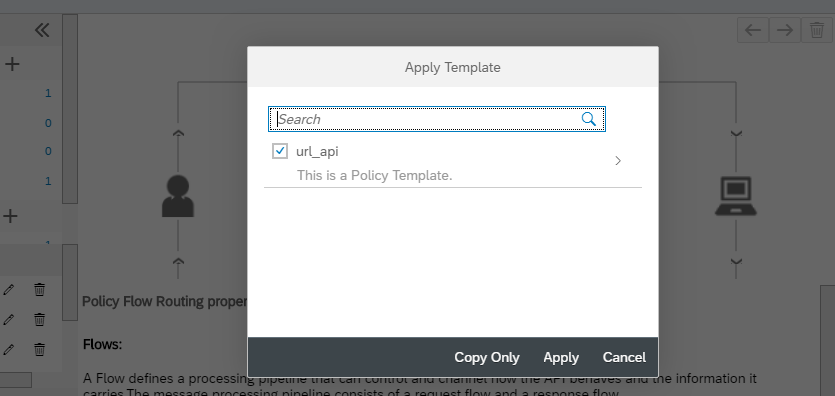 Apply Template
Search
url_api
This is a Policy Template.
1
0
0
1
Policy Flow Routing proper
Flows:
Copy Only Apply Cancel
A Flow defines a processing pipeline that can control and channel how the API behaves and the information it
carries.The message processing pipeline consists of a request flow and a response flow.